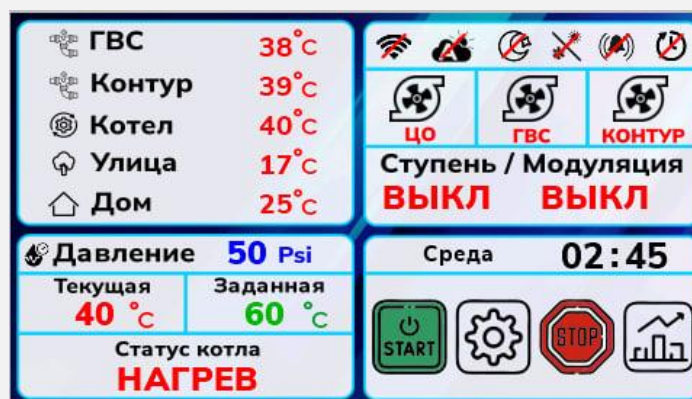 ГВС 38°C
Контур 39°C
Котел 40°C
Улица 17°C
Дом 25°C
ЦО ГВС КОНТУР
Ступень / Модуляция
ВЫКЛ ВЫКЛ
Давление 50 Psi
Текущая Заданная
40 °C 60 °C
Статус котла
НАГРЕВ
Среда 02:45
START STOP